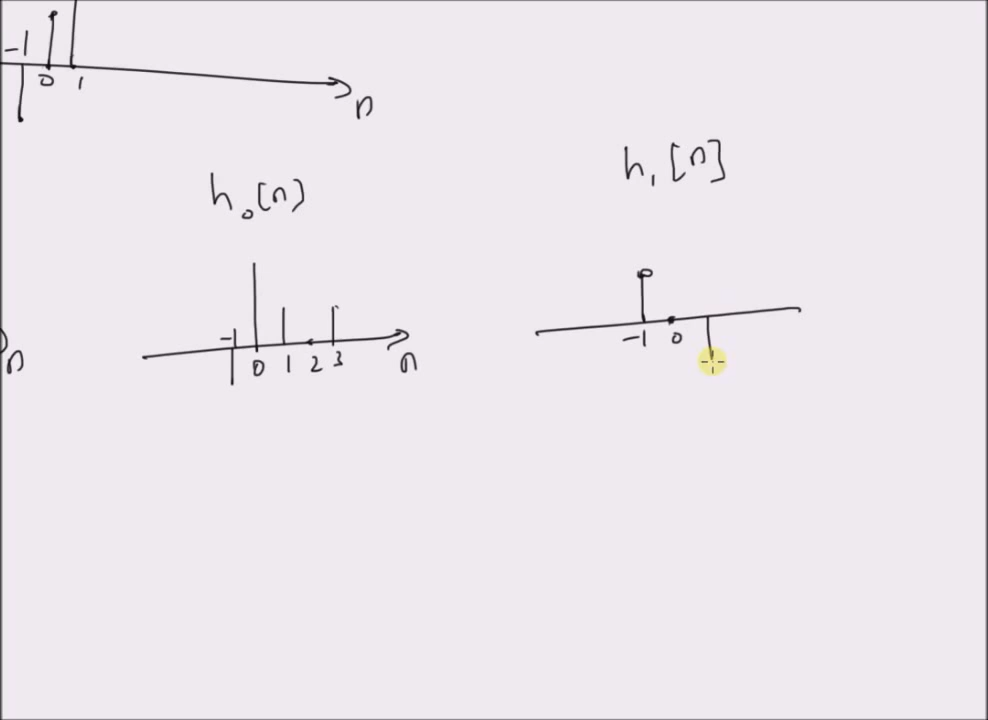 -1 0 1
n
h₀[n]
h₁[n]
-1 0 1 2 3 n
-1 0
n